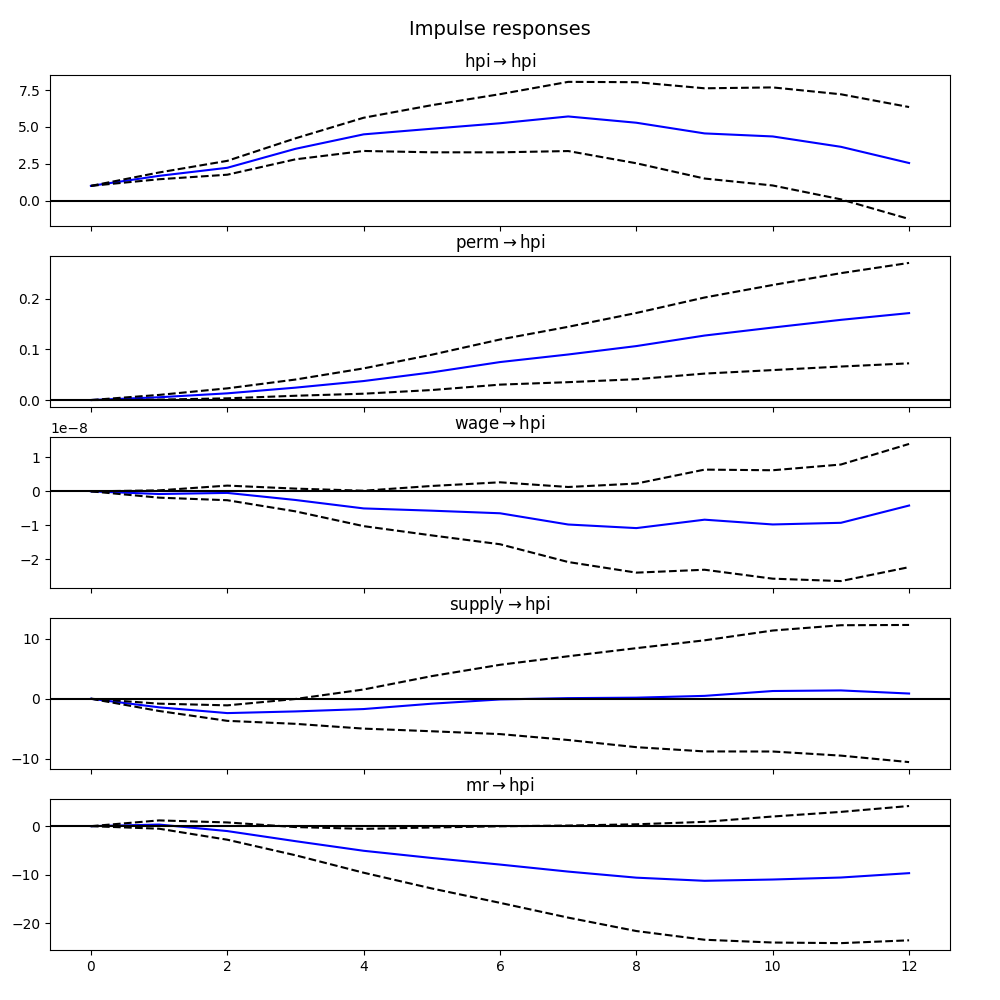 Impulse responses
hpi → hpi
7.5
5.0
2.5
0.0
perm → hpi
0.2
0.1
0.0
1e−8
wage → hpi
1
0
−1
−2
supply → hpi
10
0
−10
mr → hpi
0
−10
−20
0 2 4 6 8 10 12